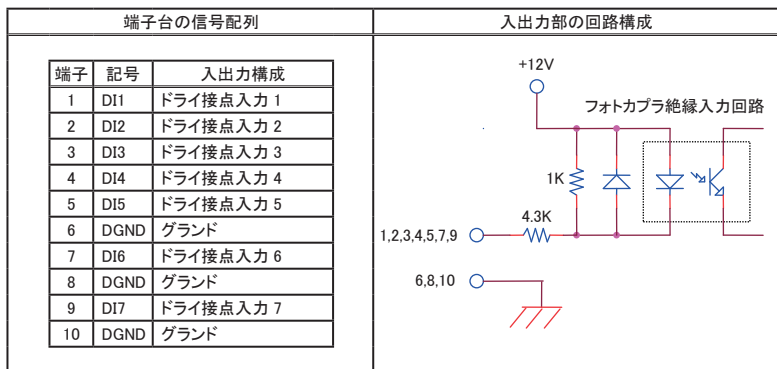 端子台の信号配列
入出力部の回路構成
端子 記号 入出力構成
1 DI1 ドライ接点入力 1
2 DI2 ドライ接点入力 2
3 DI3 ドライ接点入力 3
4 DI4 ドライ接点入力 4
5 DI5 ドライ接点入力 5
6 DGND グランド
7 DI6 ドライ接点入力 6
8 DGND グランド
9 DI7 ドライ接点入力 7
10 DGND グランド
+12V
フォトカプラ絶縁入力回路
1K
4.3K
1,2,3,4,5,7,9
6,8,10